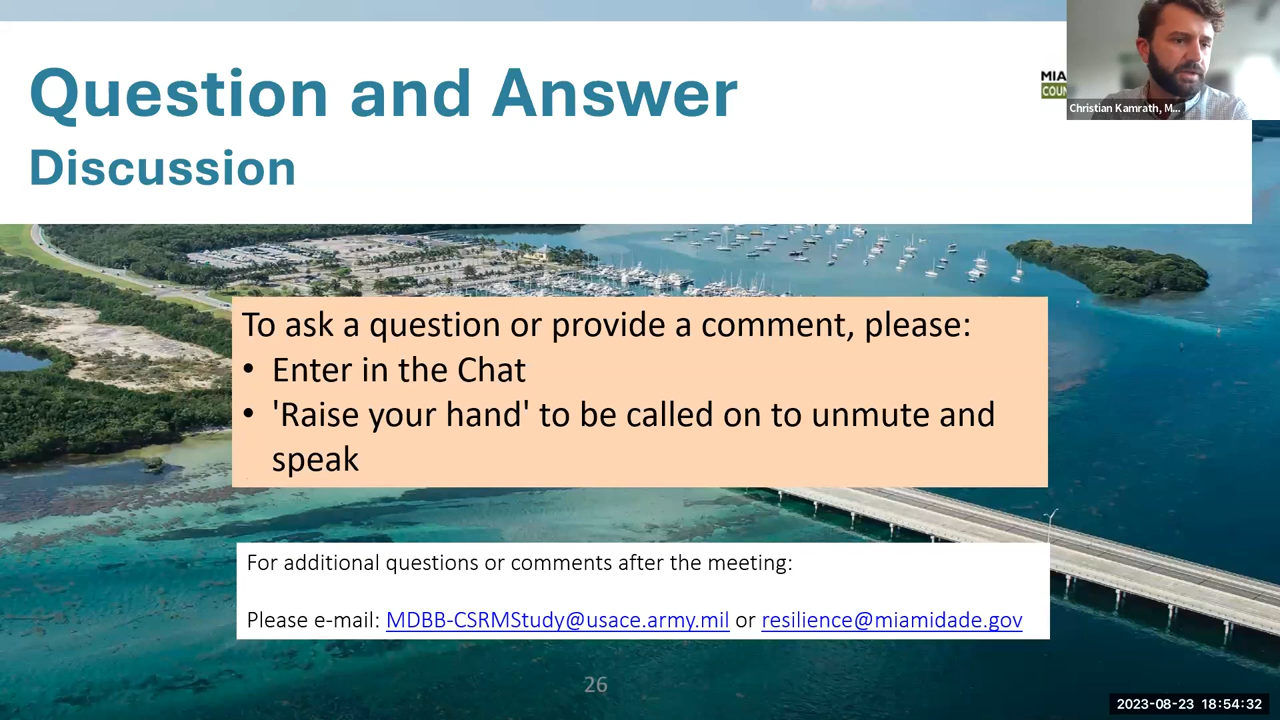 Question and Answer
Discussion
MIA
COUN
Christian Kamrath, M...
To ask a question or provide a comment, please:
• Enter in the Chat
• 'Raise your hand' to be called on to unmute and
speak
For additional questions or comments after the meeting:
Please e-mail: MDBB-CSRMStudy@usace.army.mil or resilience@miamidade.gov
26
2023-08-23 18:54:32